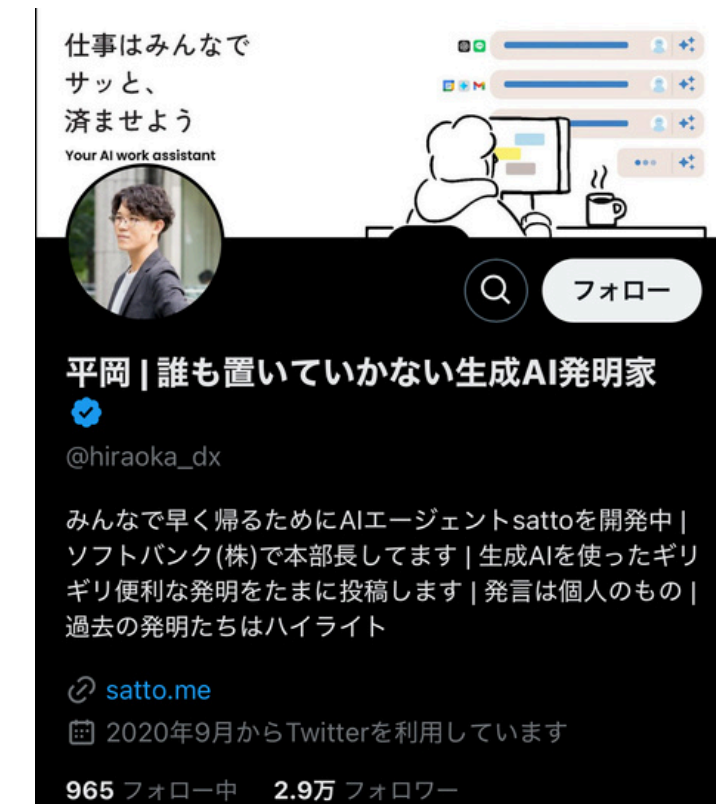 仕事はみんなで
サッと、
済ませよう
Your AI work assistant
フォロー
平岡 | 誰も置いていかない生成AI発明家
@hiraoka_dx
みんなで早く帰るためにAIエージェントsattoを開発中 |
ソフトバンク(株)で本部長してます | 生成AIを使ったギリ
ギリ便利な発明をたまに投稿します | 発言は個人のもの |
過去の発明たちはハイライト
satto.me
2020年9月からTwitterを利用しています
965 フォロー中 2.9万 フォロワー